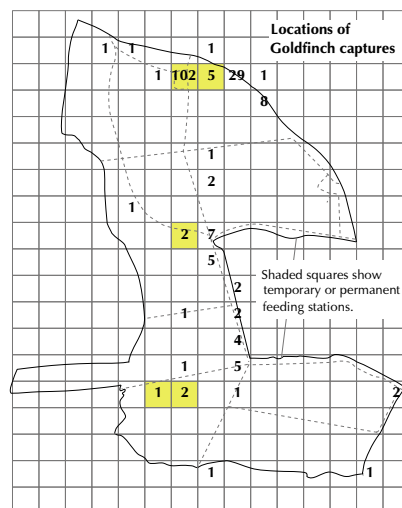 Locations of
Goldfinch captures
1 1 1
1 102 5 29 1
8
1
2
1
2 7
5
Shaded squares show
temporary or permanent
feeding stations.
2
1 2
4
1 5
1 2 1 2
1 1